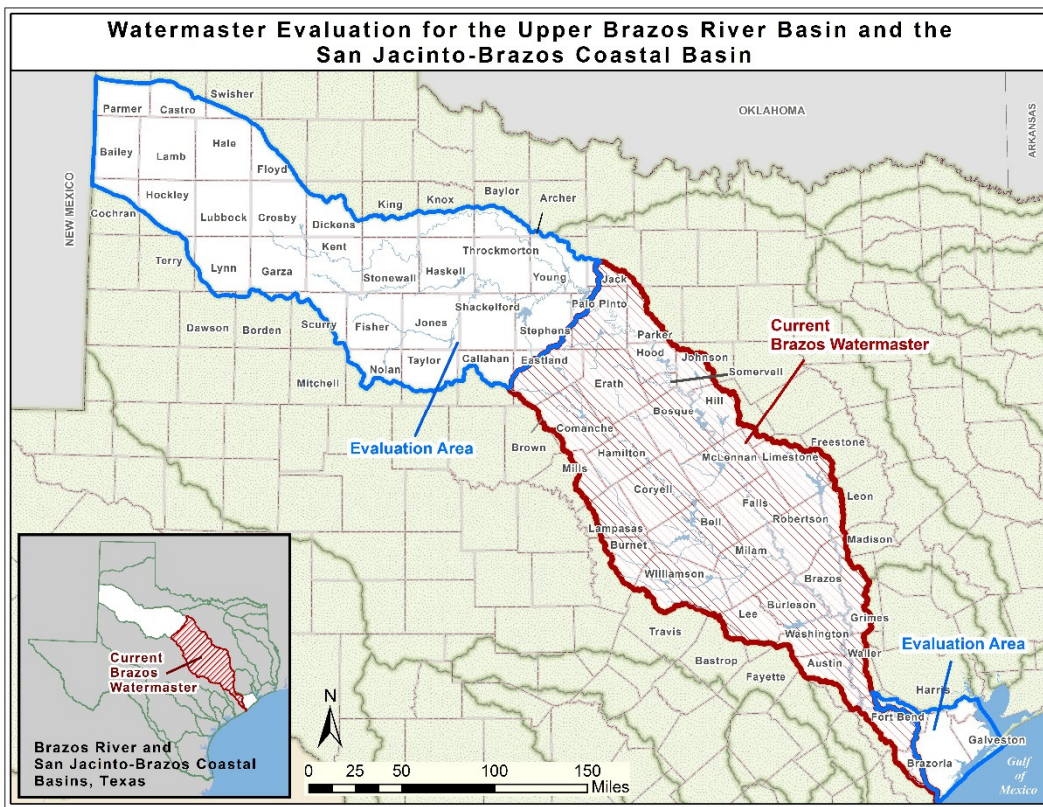 Watermaster Evaluation for the Upper Brazos River Basin and the
San Jacinto-Brazos Coastal Basin
OKLAHOMA
ARKANSAS
NEW MEXICO
Swisher
Parmer
Castro
Hale
Bailey
Lamb
Floyd
Hockley
Cochran
Lubbock
Crosby
Dickens
King
Knox
Baylor
Archer
Terry
Lynn
Garza
Kent
Stonewall
Haskell
Throckmorton
Young
Jack
Dawson
Borden
Scurry
Fisher
Jones
Shackelford
Stephens
Palo Pinto
Parker
Mitchell
Nolan
Taylor
Callahan
Eastland
Hood
Johnson
Somervell
Current
Brazos Watermaster
Evaluation Area
Erath
Bosque
Hill
Brown
Comanche
Hamilton
McLennan
Limestone
Freestone
Mills
Coryell
Falls
Leon
Lampasas
Bell
Robertson
Burnet
Milam
Madison
Williamson
Brazos
Lee
Burleson
Grimes
Travis
Washington
Waller
Bastrop
Austin
Fayette
Evaluation Area
Harris
Fort Bend
Galveston
Brazoria
Gulf
of
Mexico
Current
Brazos
Watermaster
Brazos River and
San Jacinto-Brazos Coastal
Basins, Texas
N
0 25 50 100 150
Miles